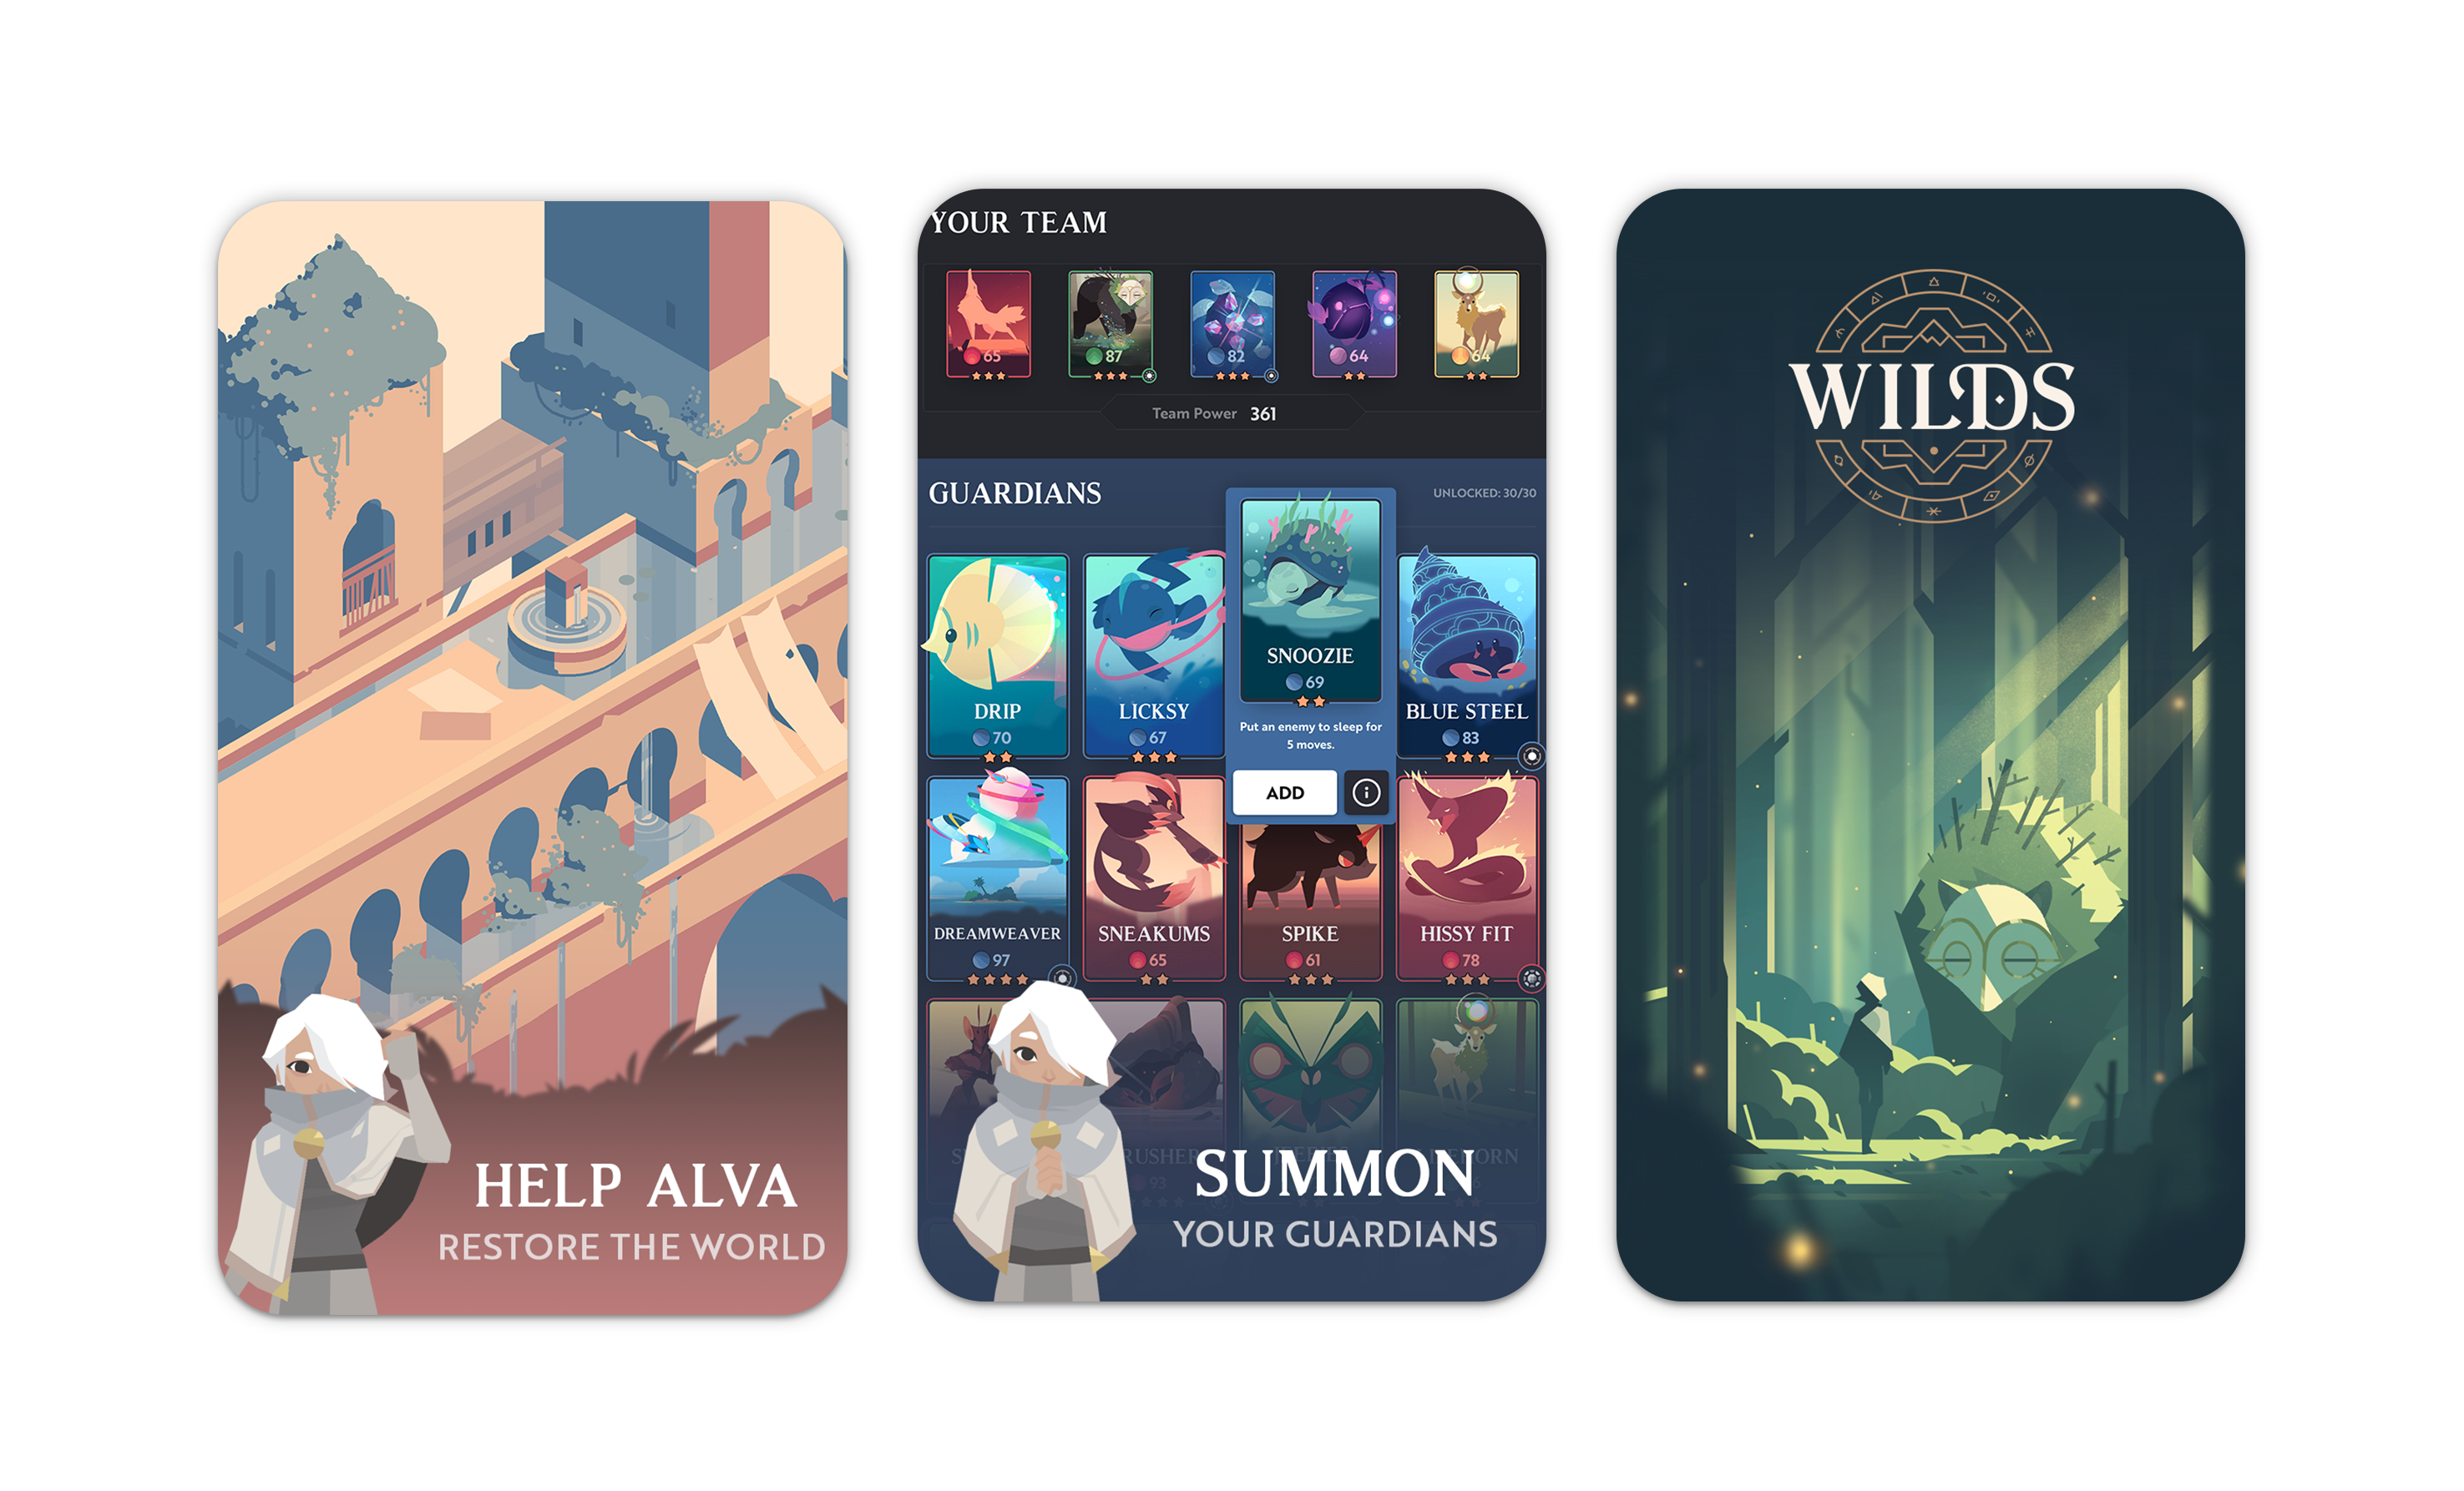 HELP ALVA
RESTORE THE WORLD
YOUR TEAM
65
87
82
64
64
Team Power 361
GUARDIANS
UNLOCKED: 30/30
DRIP
70
LICKSY
67
SNOOZIE
69
Put an enemy to sleep for
5 moves.
ADD
BLUE STEEL
83
DREAMWEAVER
97
SNEAKUMS
65
SPIKE
61
HISSY FIT
78
93
SUMMON
YOUR GUARDIANS
WILDS